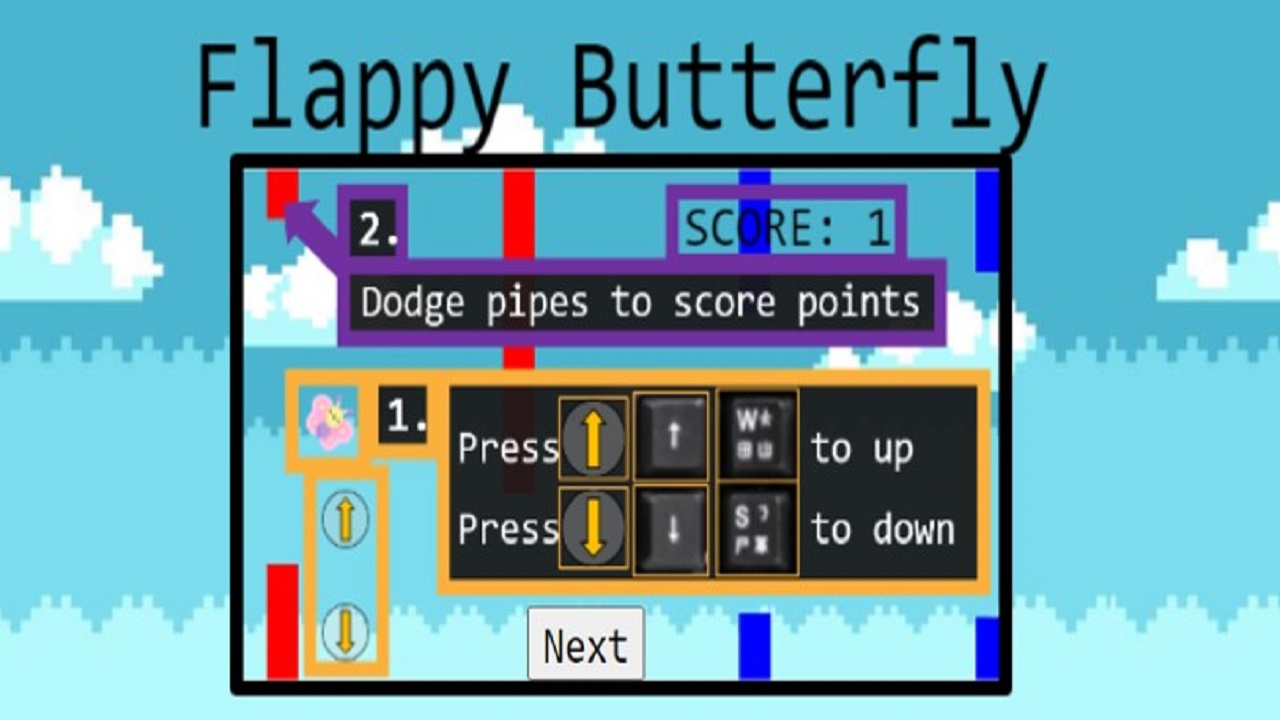 Flappy Butterfly
2.
SCORE: 1
Dodge pipes to score points
1.
Press ↑ W to up
Press ↓ S to down
Next